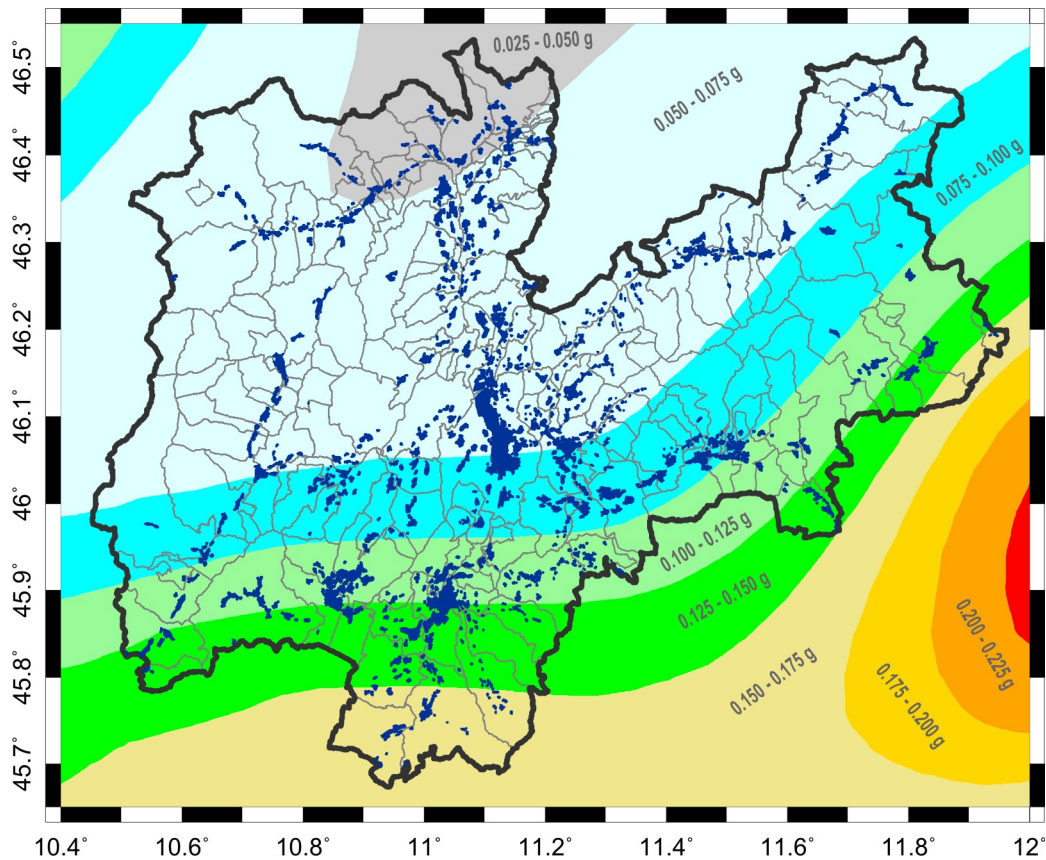 0.025 - 0.050 g
0.050 - 0.075 g
0.075 - 0.100 g
0.100 - 0.125 g
0.125 - 0.150 g
0.150 - 0.175 g
0.175 - 0.200 g
0.200 - 0.225 g
46.5°
46.4°
46.3°
46.2°
46.1°
46°
45.9°
45.8°
45.7°
10.4° 10.6° 10.8° 11° 11.2° 11.4° 11.6° 11.8° 12°